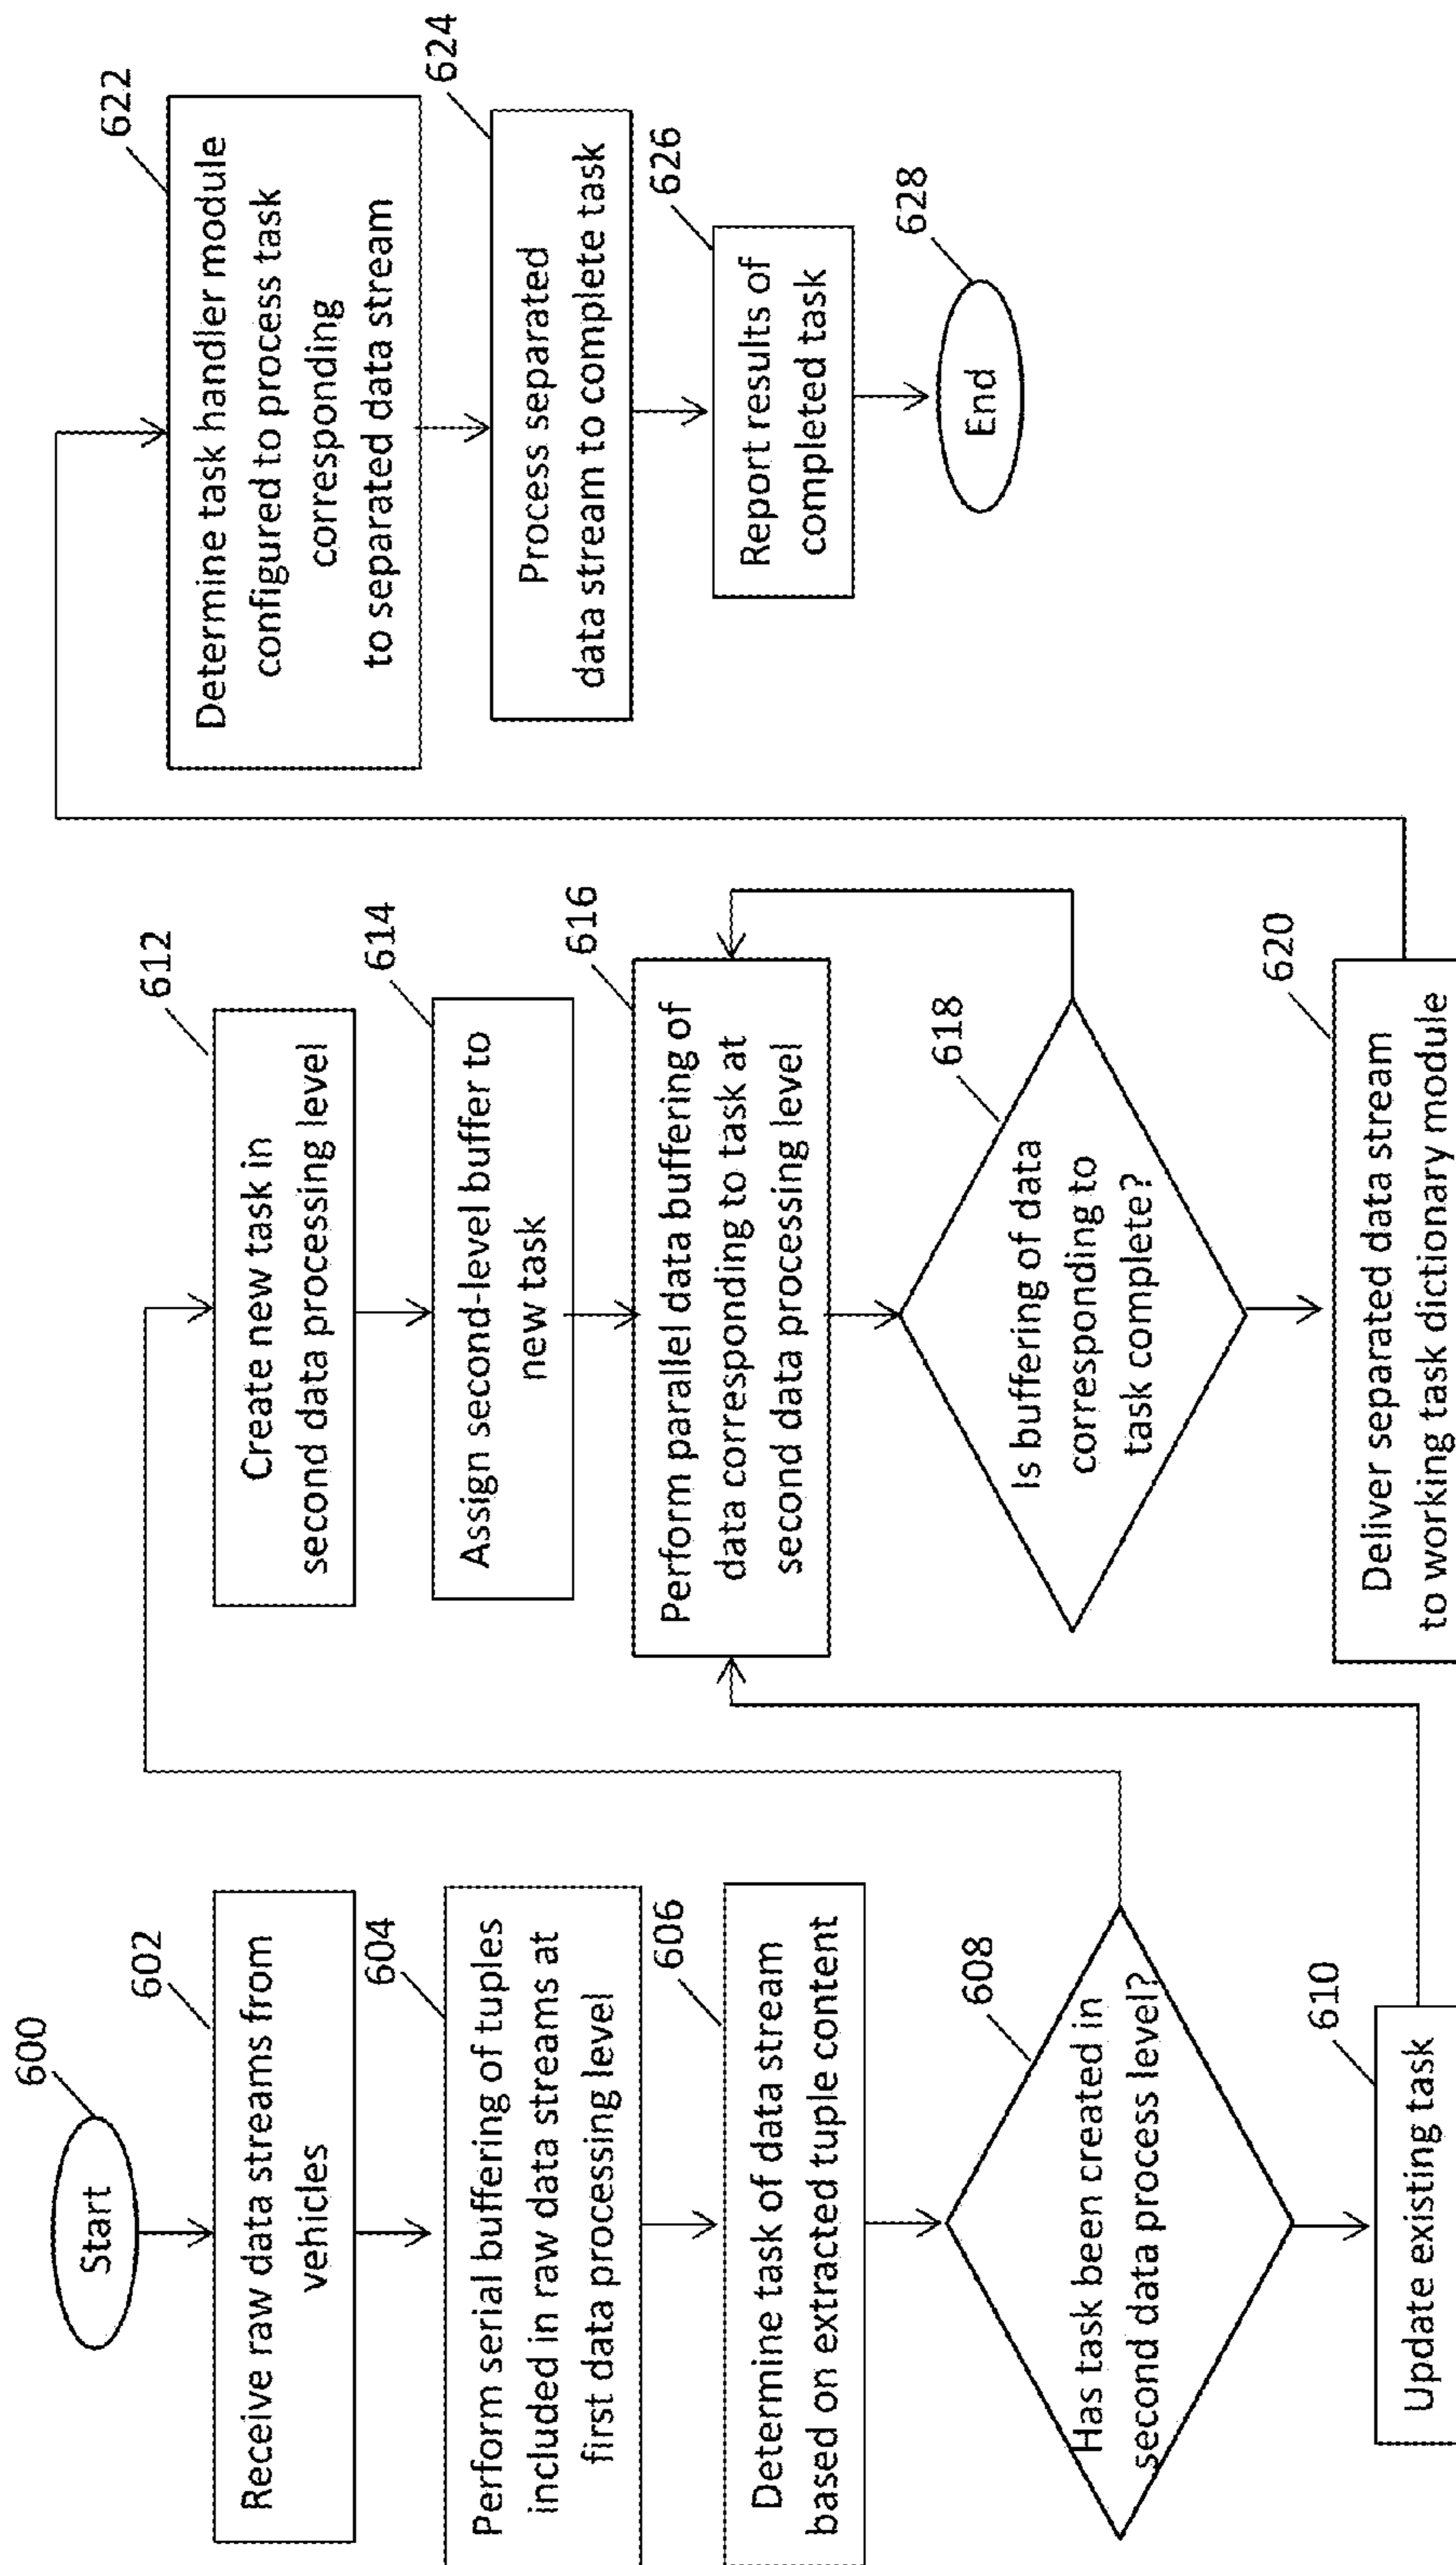 600
Start
602
Receive raw data streams from
vehicles
604
Perform serial buffering of tuples
included in raw data streams at
first data processing level
606
Determine task of data stream
based on extracted tuple content
608
Has task been created in
second data process level?
610
Update existing task
612
Create new task in
second data processing level
614
Assign second-level buffer to
new task
616
Perform parallel data buffering of
data corresponding to task at
second data processing level
618
Is buffering of data
corresponding to
task complete?
620
Deliver separated data stream
to working task dictionary module
622
Determine task handler module
configured to process task
corresponding
to separated data stream
624
Process separated
data stream to complete task
626
Report results of
completed task
628
End